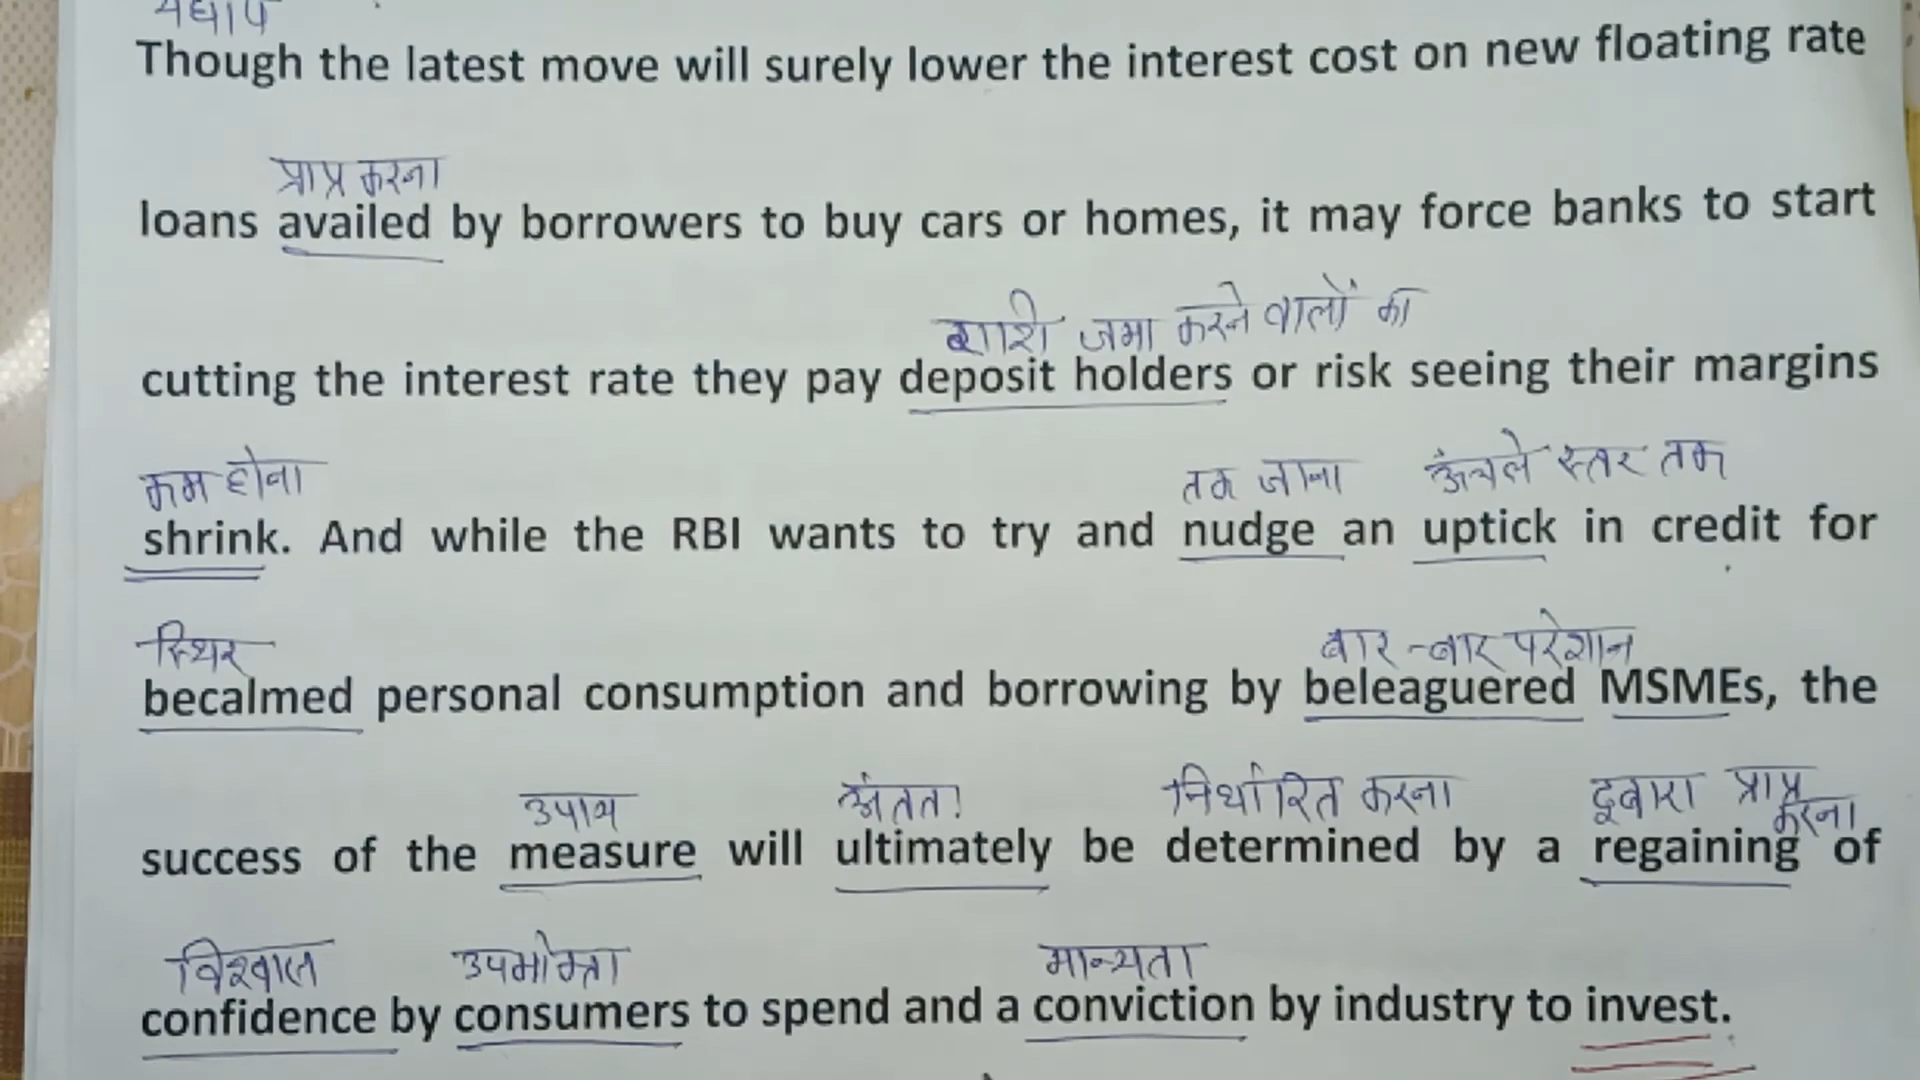 यद्यपि
Though the latest move will surely lower the interest cost on new floating rate
प्राप्त करना
loans availed by borrowers to buy cars or homes, it may force banks to start
राशि जमा करने वालों का
cutting the interest rate they pay deposit holders or risk seeing their margins
कम होना तक जाना ऊंचले स्तर तक
shrink. And while the RBI wants to try and nudge an uptick in credit for
स्थिर बार-बार परेशान
becalmed personal consumption and borrowing by beleaguered MSMEs, the
उपाय अंततः निर्धारित करना दुबारा प्राप्त करना
success of the measure will ultimately be determined by a regaining of
विश्वास उपभोक्ता मान्यता
confidence by consumers to spend and a conviction by industry to invest.